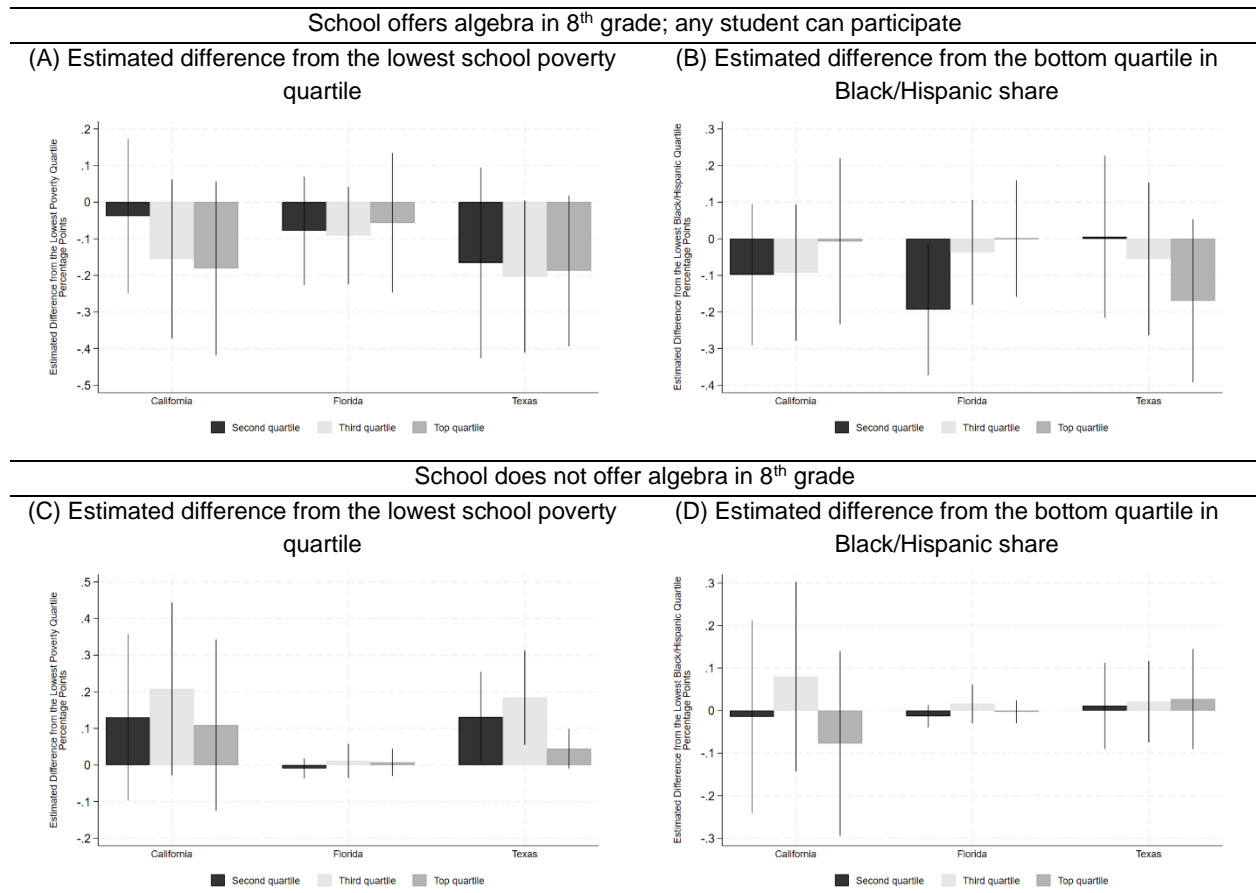 School offers algebra in 8th grade; any student can participate
(A) Estimated difference from the lowest school poverty
quartile
Estimated Difference from the Lowest Poverty Quartile
Percentage Points
.2
.1
0
-.1
-.2
-.3
-.4
-.5
California
Florida
Texas
Second quartile
Third quartile
Top quartile
(B) Estimated difference from the bottom quartile in
Black/Hispanic share
Estimated Difference from the Lowest Black/Hispanic Quartile
Percentage Points
.3
.2
.1
0
-.1
-.2
-.3
-.4
California
Florida
Texas
Second quartile
Third quartile
Top quartile
School does not offer algebra in 8th grade
(C) Estimated difference from the lowest school poverty
quartile
Estimated Difference from the Lowest Poverty Quartile
Percentage Points
.5
.4
.3
.2
.1
0
-.1
-.2
California
Florida
Texas
Second quartile
Third quartile
Top quartile
(D) Estimated difference from the bottom quartile in
Black/Hispanic share
Estimated Difference from the Lowest Black/Hispanic Quartile
Percentage Points
.3
.2
.1
0
-.1
-.2
-.3
California
Florida
Texas
Second quartile
Third quartile
Top quartile